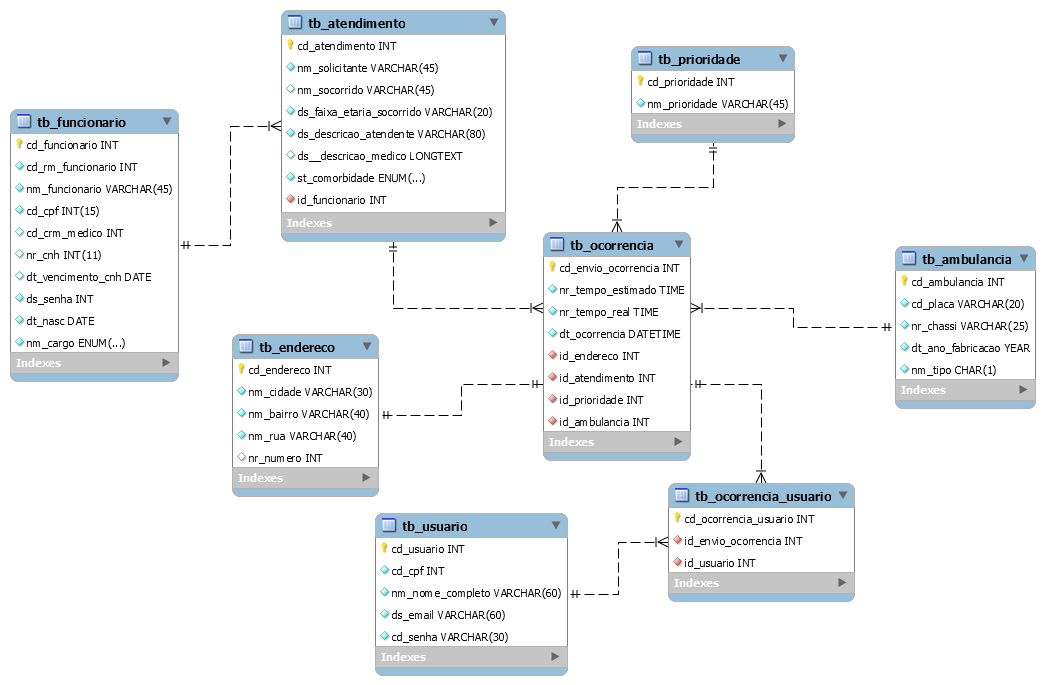 tb_atendimento
cd_atendimento INT
nm_solicitante VARCHAR(45)
nm_socorrido VARCHAR(45)
ds_faixa_etaria_socorrido VARCHAR(20)
ds_descricao_atendente VARCHAR(80)
ds__descricao_medico LONGTEXT
st_comorbidade ENUM(...)
id_funcionario INT
Indexes
tb_prioridade
cd_prioridade INT
nm_prioridade VARCHAR(45)
Indexes
tb_funcionario
cd_funcionario INT
cd_rm_funcionario INT
nm_funcionario VARCHAR(45)
cd_cpf INT(15)
cd_crm_medico INT
nr_cnh INT(11)
dt_vencimento_cnh DATE
ds_senha INT
dt_nasc DATE
nm_cargo ENUM(...)
Indexes
tb_ocorrencia
cd_envio_ocorrencia INT
nr_tempo_estimado TIME
nr_tempo_real TIME
dt_ocorrencia DATETIME
id_endereco INT
id_atendimento INT
id_prioridade INT
id_ambulancia INT
Indexes
tb_ambulancia
cd_ambulancia INT
cd_placa VARCHAR(20)
nr_chassi VARCHAR(25)
dt_ano_fabricacao YEAR
nm_tipo CHAR(1)
Indexes
tb_endereco
cd_endereco INT
nm_cidade VARCHAR(30)
nm_bairro VARCHAR(40)
nm_rua VARCHAR(40)
nr_numero INT
Indexes
tb_ocorrencia_usuario
cd_ocorrencia_usuario INT
id_envio_ocorrencia INT
id_usuario INT
Indexes
tb_usuario
cd_usuario INT
cd_cpf INT
nm_nome_completo VARCHAR(60)
ds_email VARCHAR(60)
cd_senha VARCHAR(30)
Indexes